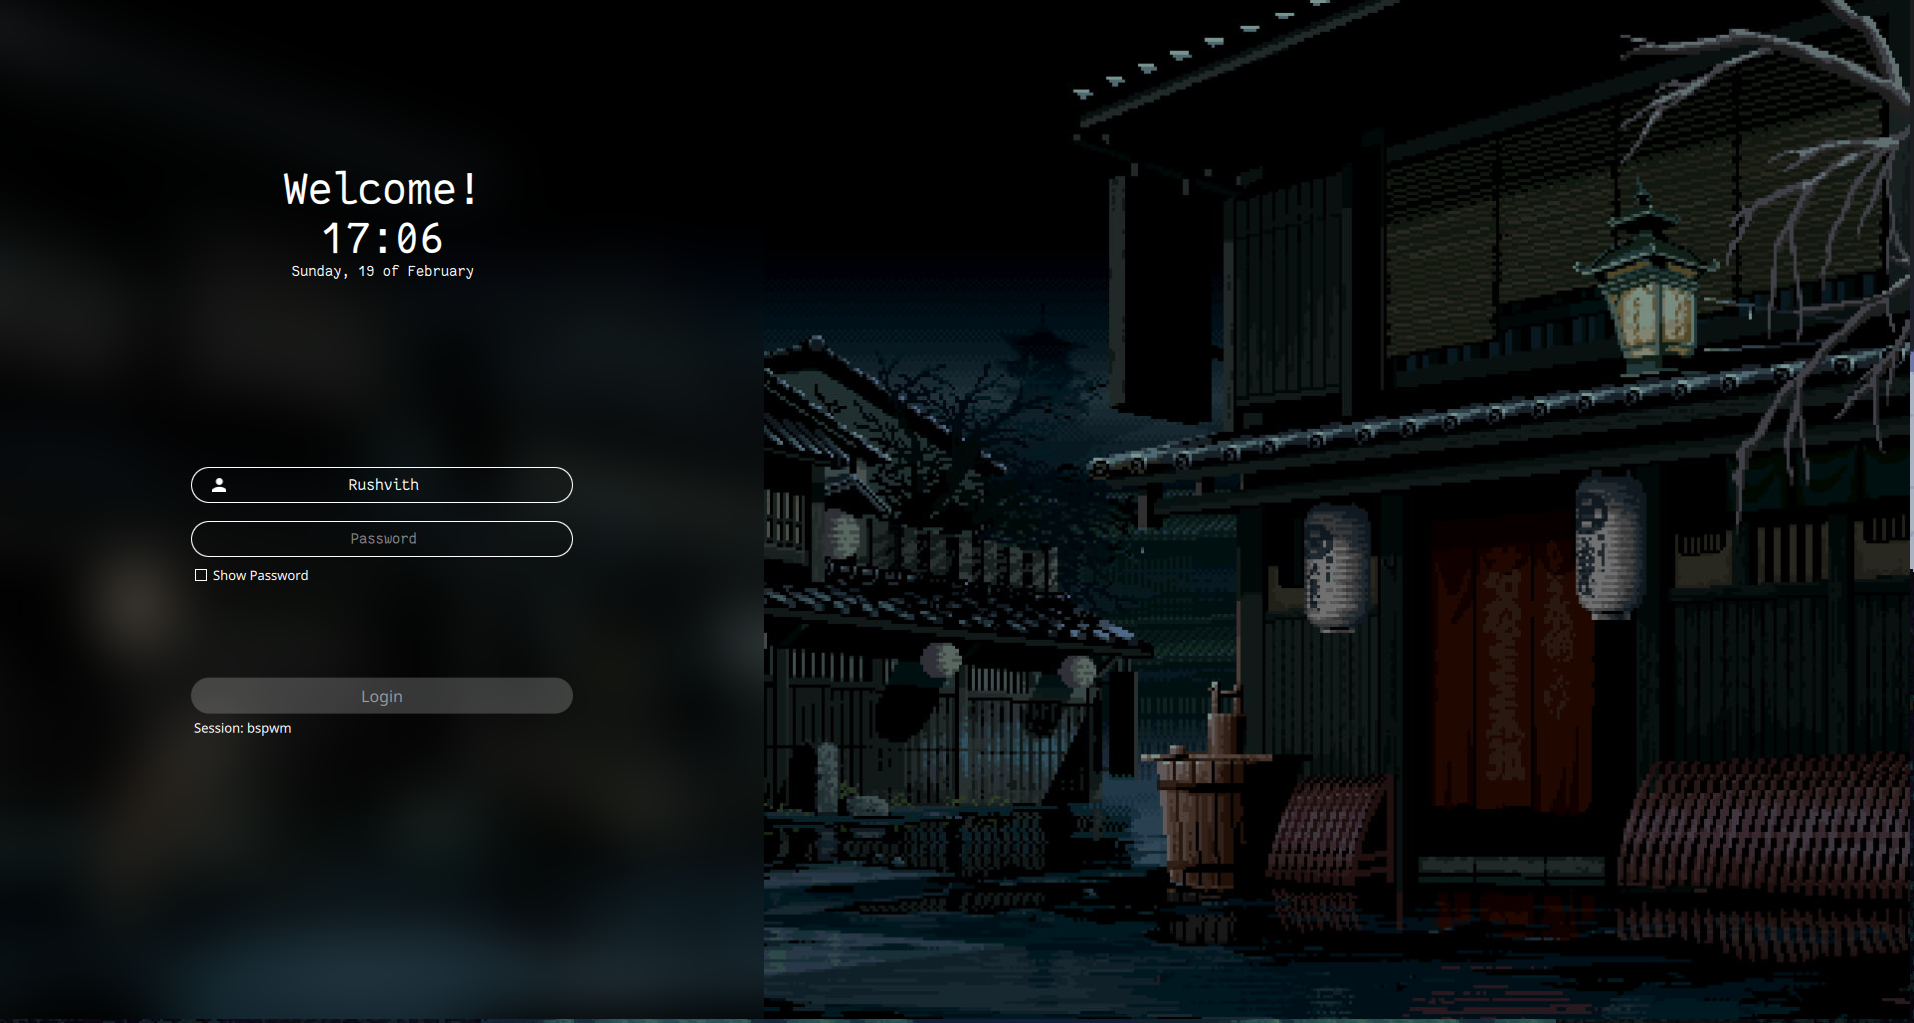 Welcome!
17:06
Sunday, 19 of February
Rushvith
Password
Show Password
Login
Session: bspwm